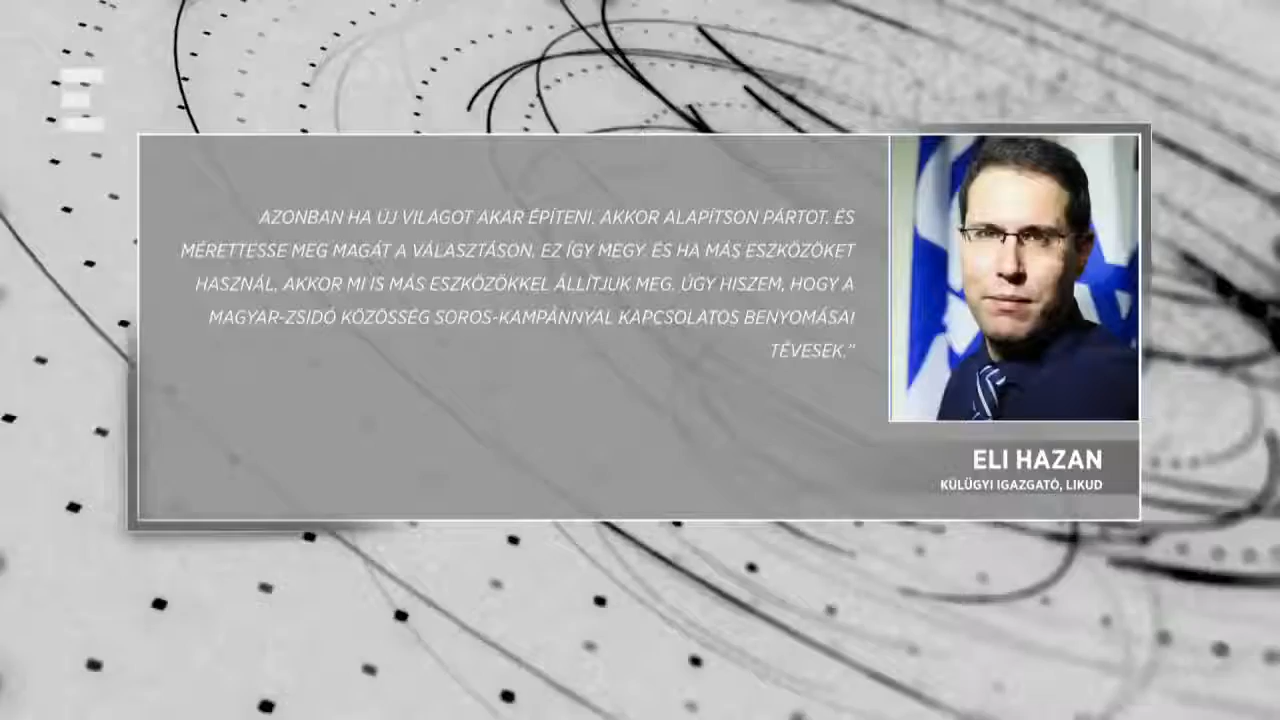 AZONBAN HA ÚJ VILÁGOT AKAR ÉPÍTENI, AKKOR ALAPÍTSON PÁRTOT, ÉS
MÉRETTESSE MEG MAGÁT A VÁLASZTÁSON. EZ ÍGY MEGY. ÉS HA MÁS ESZKÖZÖKET
HASZNÁL, AKKOR MI IS MÁS ESZKÖZÖKKEL ÁLLÍTJUK MEG. ÚGY HISZEM, HOGY A
MAGYAR-ZSIDÓ KÖZÖSSÉG SOROS-KAMPÁNNYAL KAPCSOLATOS BENYOMÁSAI
TÉVESEK."
ELI HAZAN
KÜLÜGYI IGAZGATÓ, LIKUD